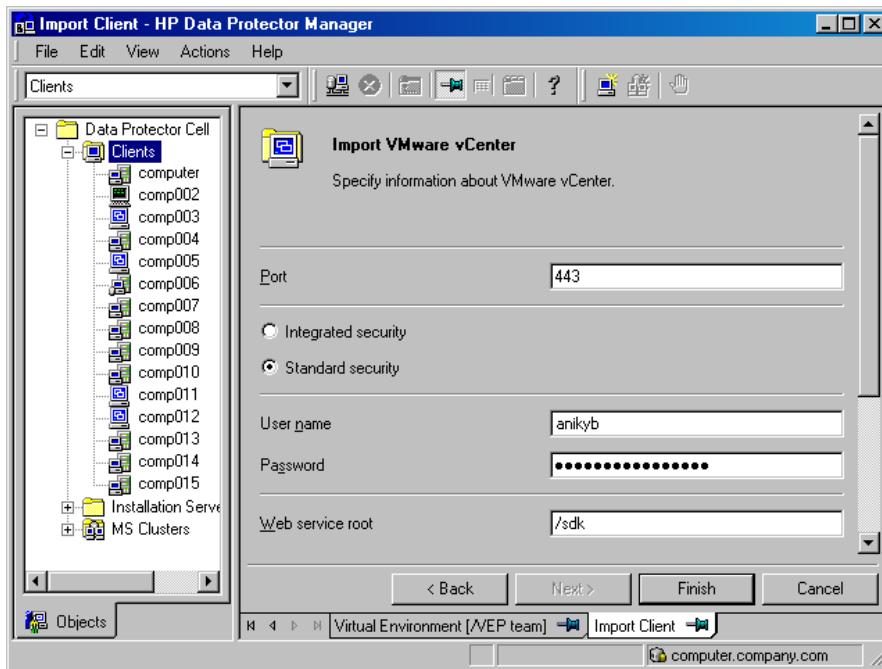 Import Client - HP Data Protector Manager
File Edit View Actions Help
Clients
Data Protector Cell
Clients
computer
comp002
comp003
comp004
comp005
comp006
comp007
comp008
comp009
comp010
comp011
comp012
comp013
comp014
comp015
Installation Serve
MS Clusters
Objects
Import VMware vCenter
Specify information about VMware vCenter.
Port 443
Integrated security
Standard security
User name anikyb
Password ●●●●●●●●●●●●●●●●
Web service root /sdk
< Back Next > Finish Cancel
Virtual Environment [/VEP team] Import Client
computer.company.com